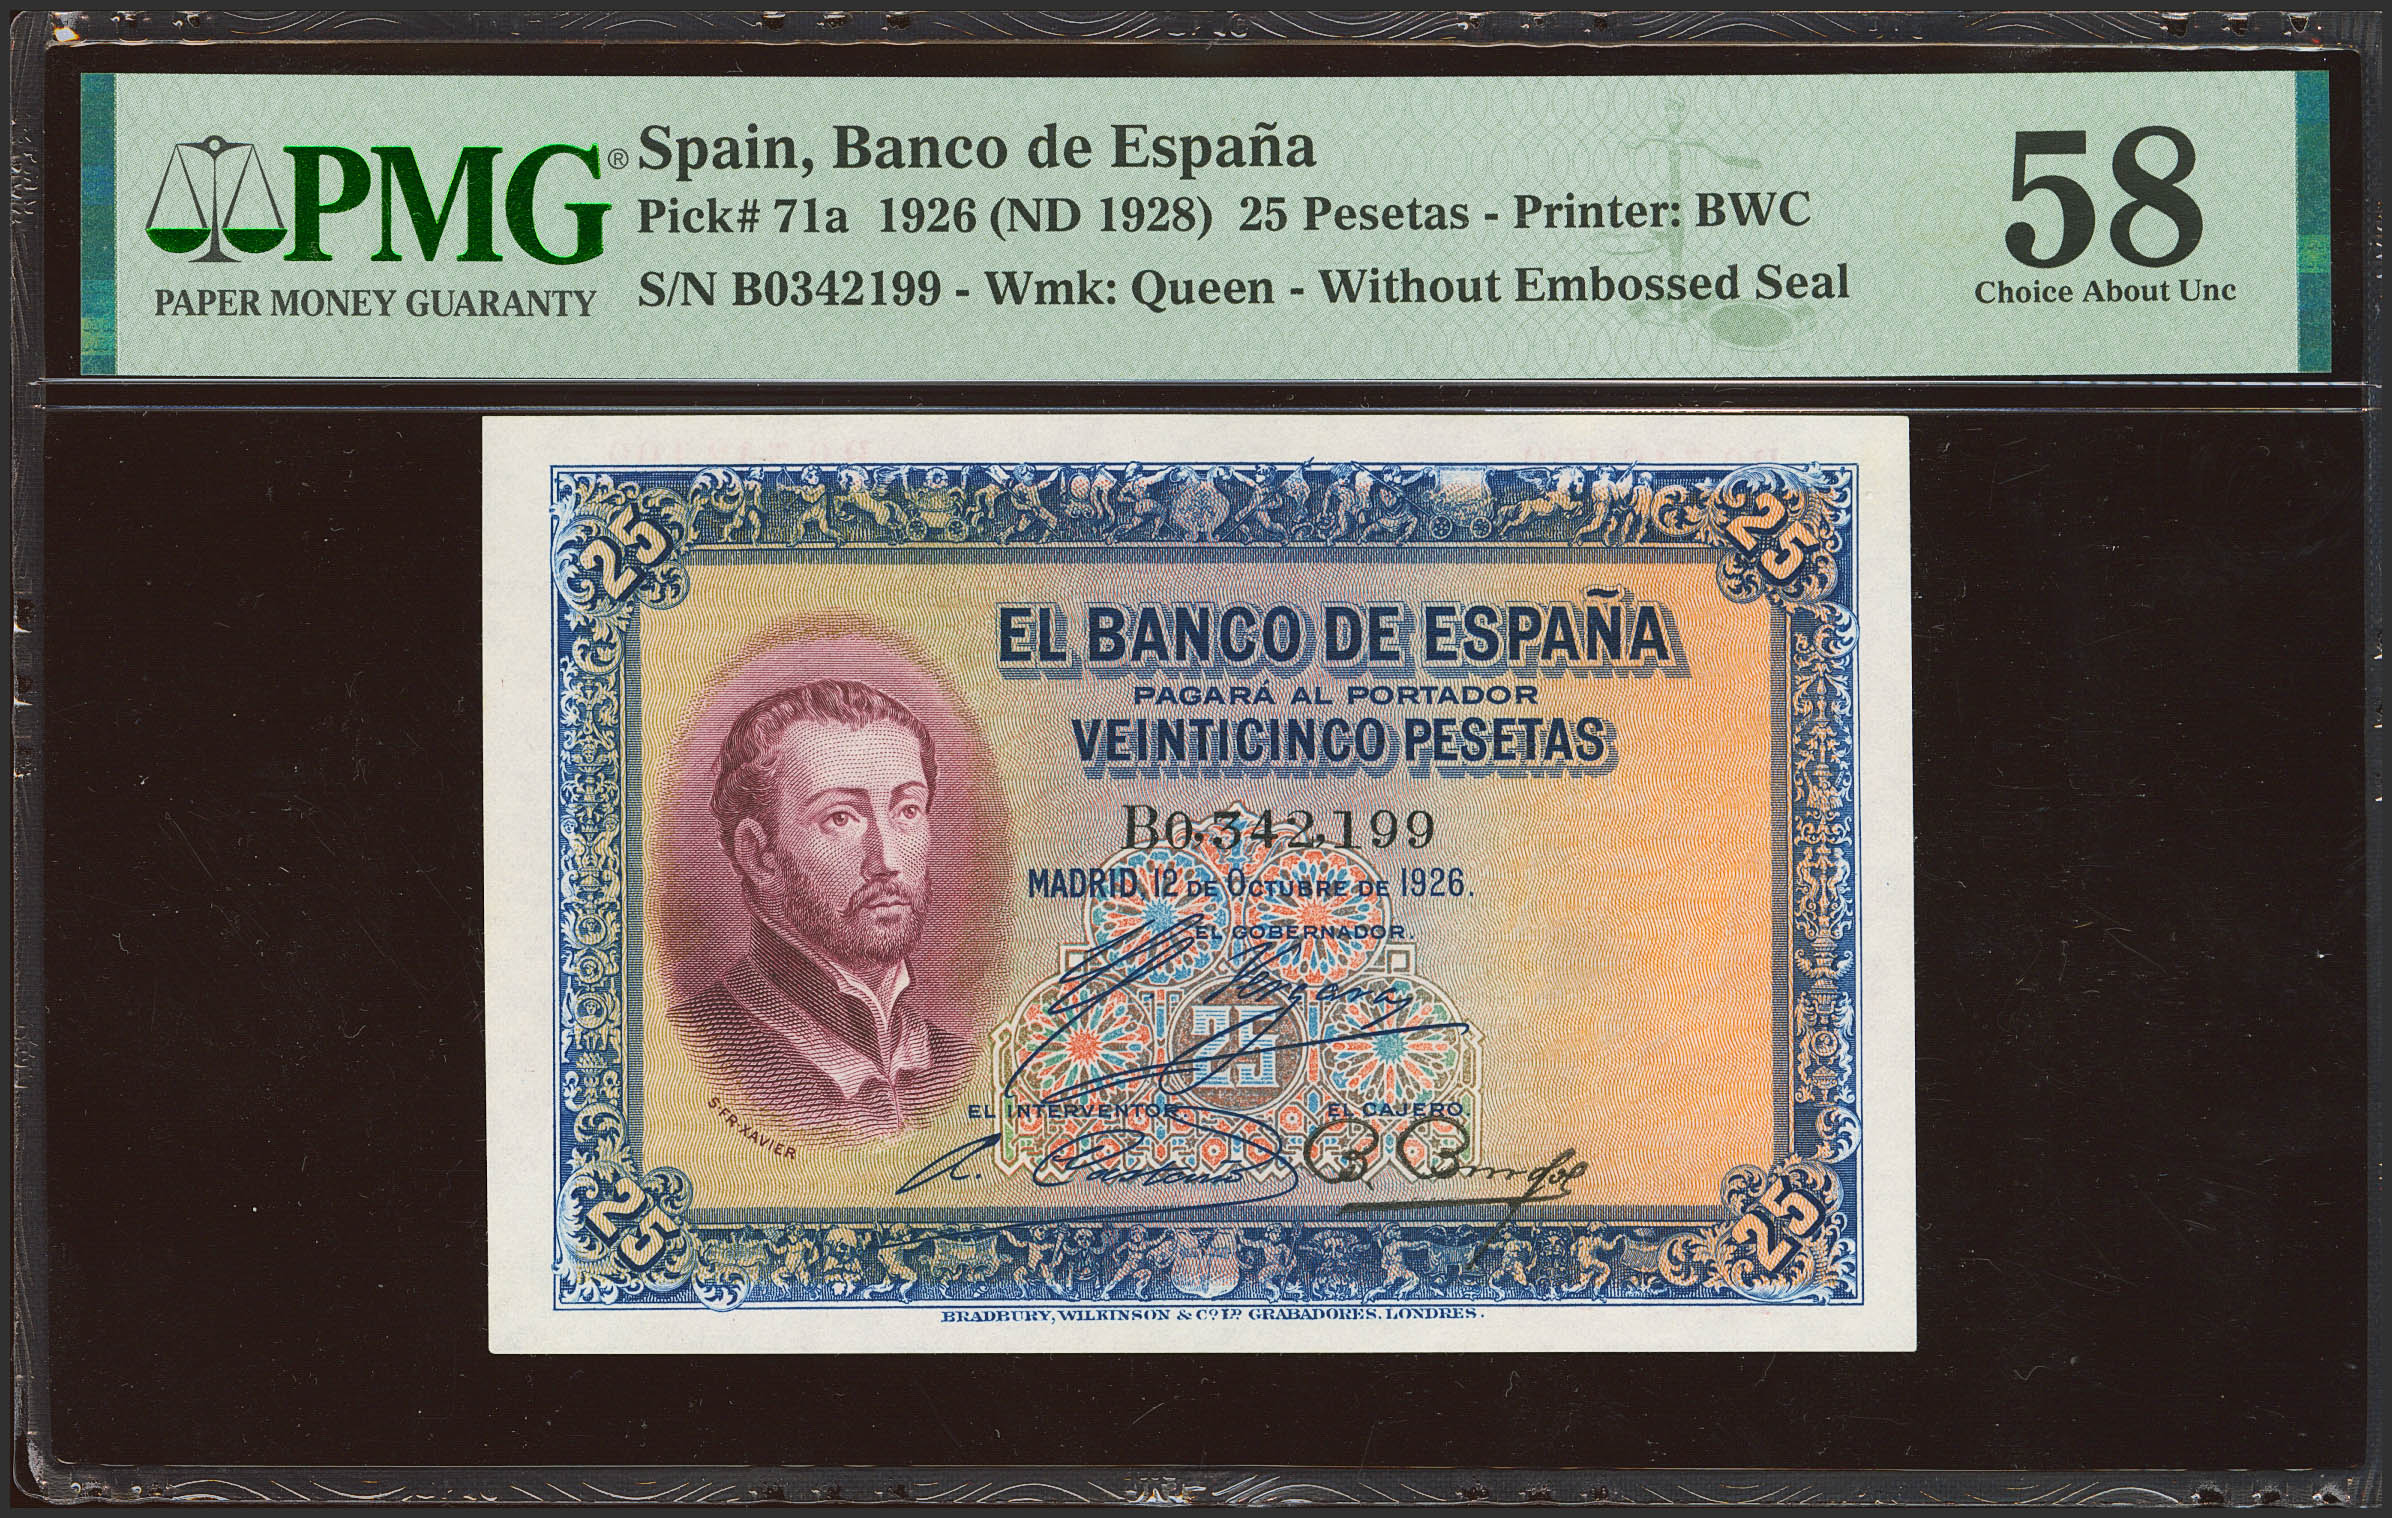 PMG®
PAPER MONEY GUARANTY
Spain, Banco de España
Pick# 71a 1926 (ND 1928) 25 Pesetas - Printer: BWC
S/N B0342199 - Wmk: Queen - Without Embossed Seal
58
Choice About Unc
25
25
EL BANCO DE ESPAÑA
PAGARÁ AL PORTADOR
VEINTICINCO PESETAS
B0,342,199
MADRID, 12 DE OCTUBRE DE 1926.
EL GOBERNADOR.
25
EL INTERVENTOR.
EL CAJERO.
S.FR.XAVIER
25
25
BRADBURY, WILKINSON & Cº Lᴰ. GRABADORES. LONDRES.